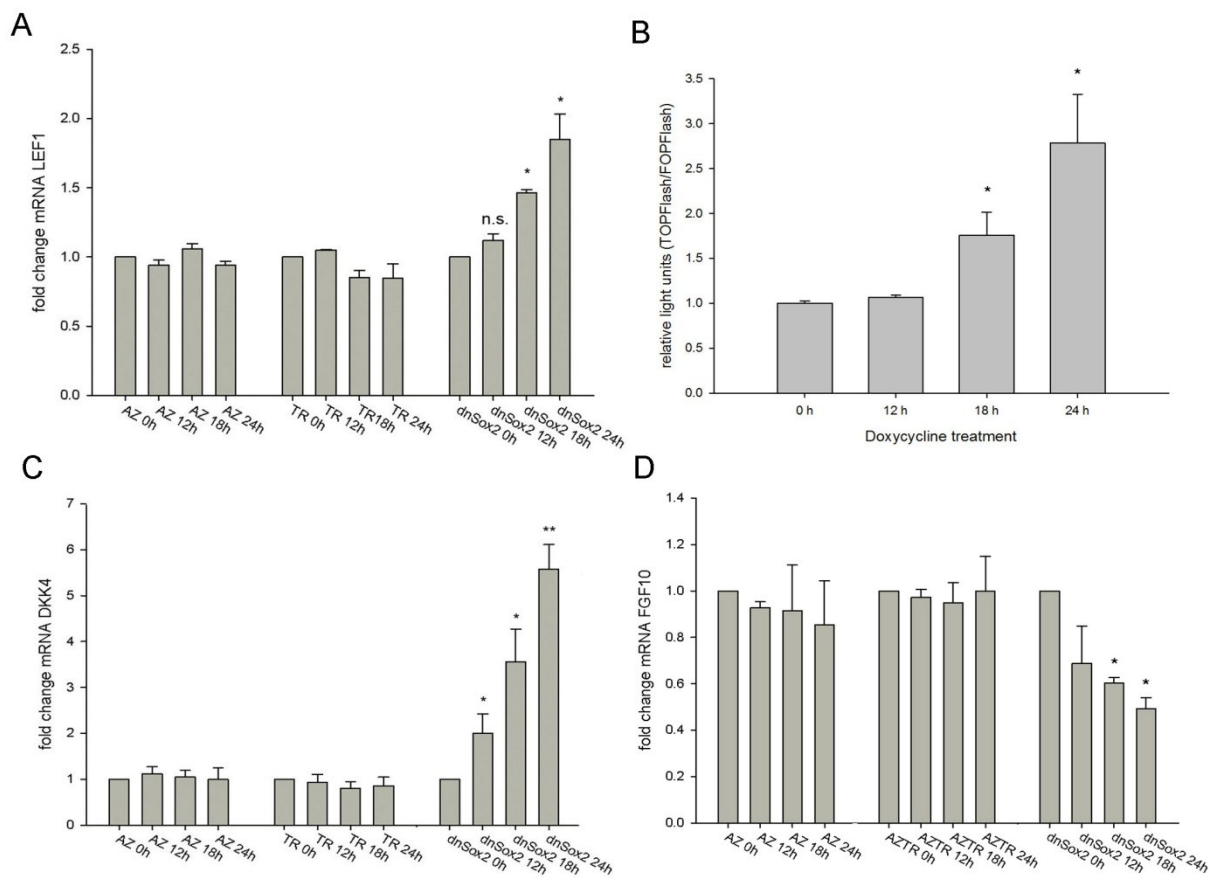 A
fold change mRNA LEF1
2.5
2.0
1.5
1.0
0.5
0.0
n.s.
*
*
AZ 0h
AZ 12h
AZ 18h
AZ 24h
TR 0h
TR 12h
TR18h
TR 24h
dnSox2 0h
dnSox2 12h
dnSox2 18h
dnSox2 24h
B
relative light units (TOPFlash/FOPFlash)
3.5
3.0
2.5
2.0
1.5
1.0
0.5
0.0
*
*
0 h
12 h
18 h
24 h
Doxycycline treatment
C
fold change mRNA DKK4
7
6
5
4
3
2
1
0
*
*
**
AZ 0h
AZ 12h
AZ 18h
AZ 24h
TR 0h
TR 12h
TR 18h
TR 24h
dnSox2 0h
dnSox2 12h
dnSox2 18h
dnSox2 24h
D
fold change mRNA FGF10
1.4
1.2
1.0
0.8
0.6
0.4
0.2
0.0
*
*
AZ 0h
AZ 12h
AZ 18h
AZ 24h
AZTR 0h
AZTR 12h
AZTR 18h
AZTR 24h
dnSox2 0h
dnSox2 12h
dnSox2 18h
dnSox2 24h